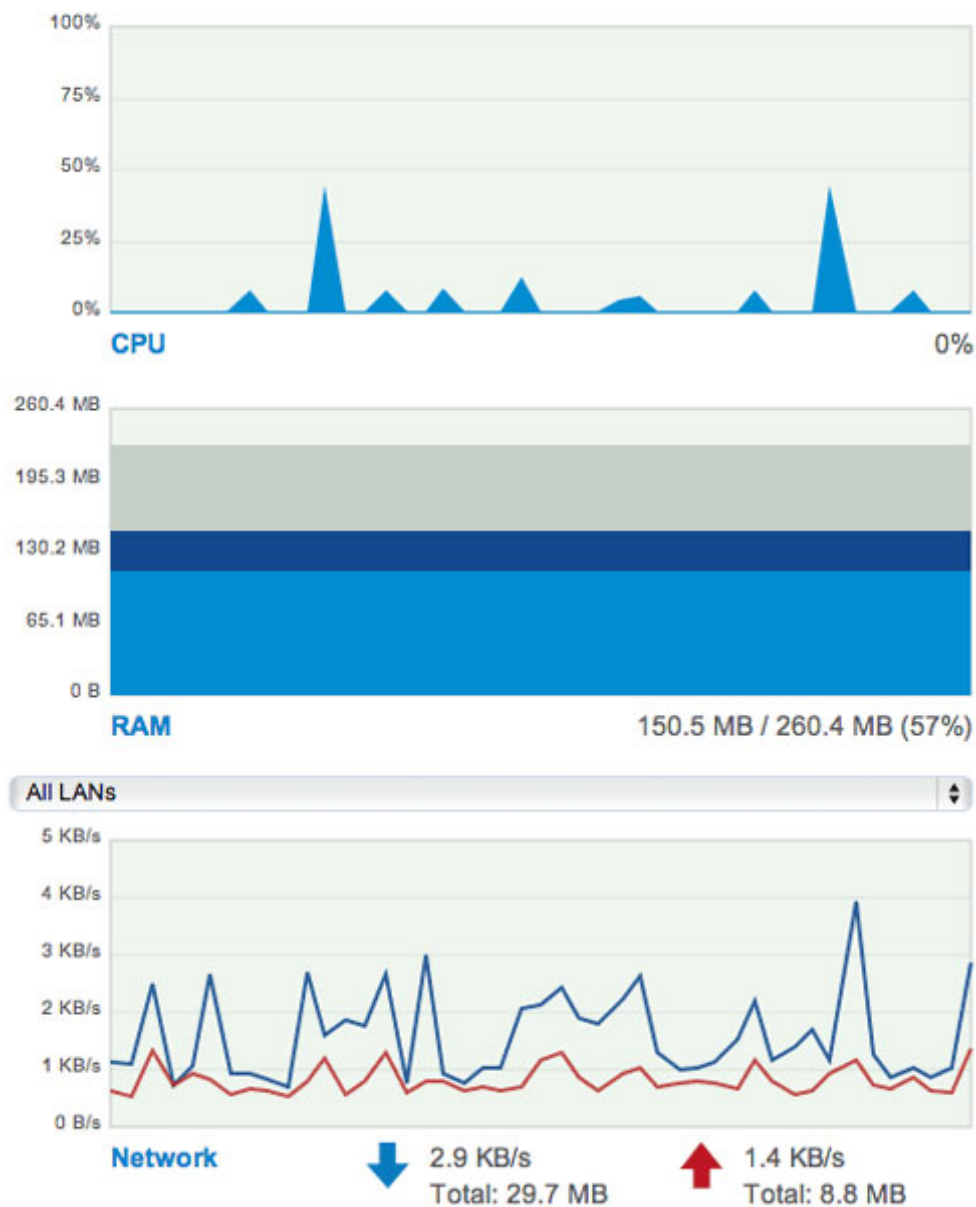 100%
75%
50%
25%
0%
CPU 0%
260.4 MB
195.3 MB
130.2 MB
65.1 MB
0 B
RAM 150.5 MB / 260.4 MB (57%)
All LANs
5 KB/s
4 KB/s
3 KB/s
2 KB/s
1 KB/s
0 B/s
Network 2.9 KB/s 1.4 KB/s
Total: 29.7 MB Total: 8.8 MB